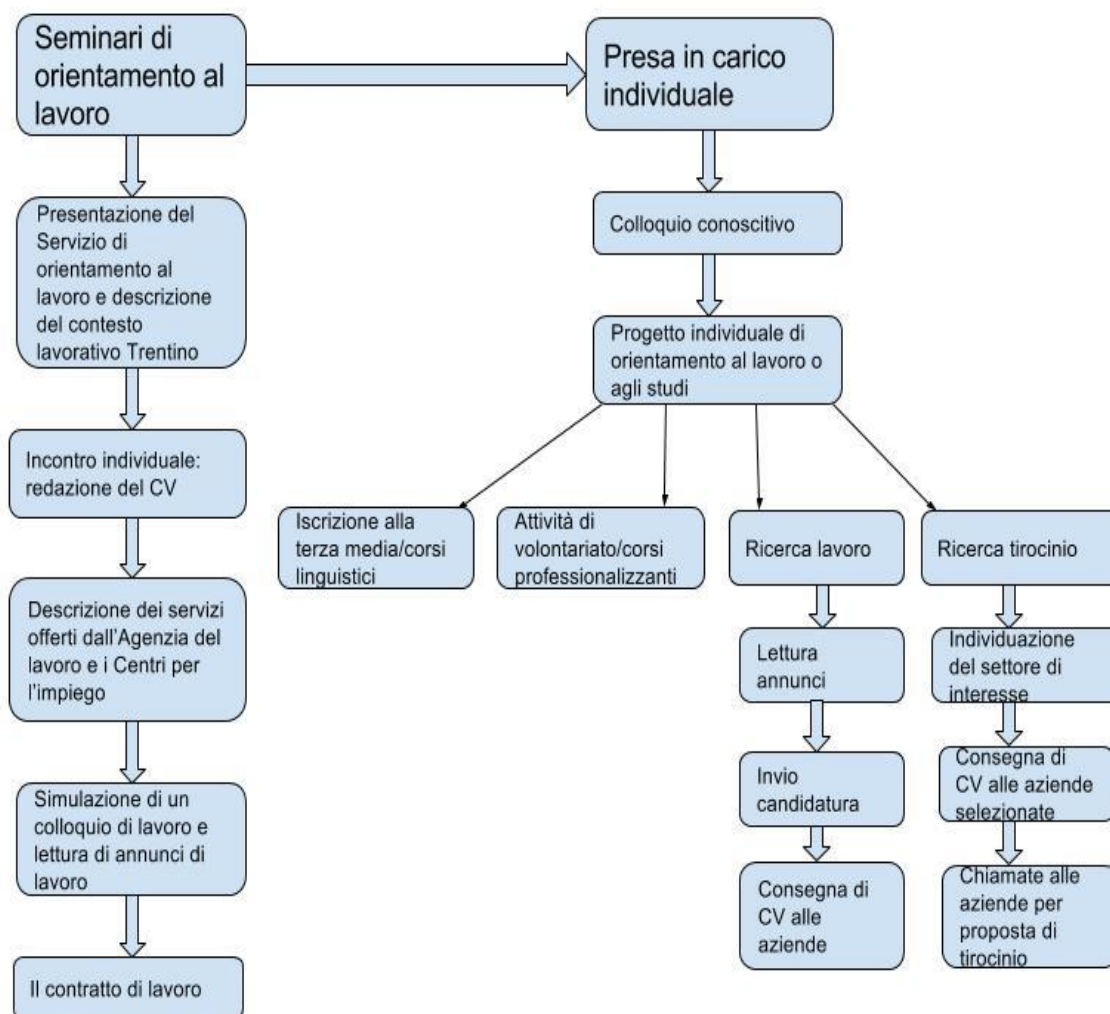 Seminari di
orientamento al
lavoro
Presa in carico
individuale
Presentazione del
Servizio di
orientamento al
lavoro e descrizione
del contesto
lavorativo Trentino
Incontro individuale:
redazione del CV
Descrizione dei servizi
offerti dall'Agenzia del
lavoro e i Centri per
l'impiego
Simulazione di un
colloquio di lavoro e
lettura di annunci di
lavoro
Il contratto di lavoro
Colloquio conoscitivo
Progetto individuale di
orientamento al lavoro o
agli studi
Iscrizione alla
terza media/corsi
linguistici
Attività di
volontariato/corsi
professionalizzanti
Ricerca lavoro
Lettura
annunci
Invio
candidatura
Consegna di
CV alle
aziende
Ricerca tirocinio
Individuazione
del settore di
interesse
Consegna di
CV alle aziende
selezionate
Chiamate alle
aziende per
proposta di
tirocinio